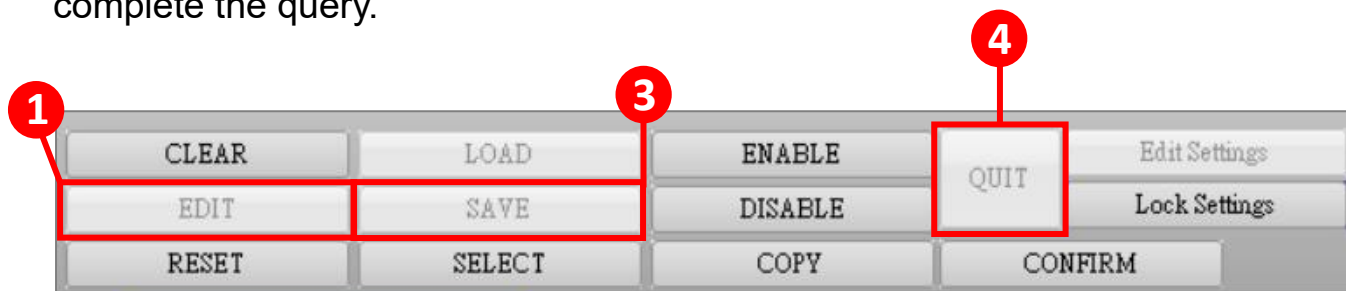 complete the query.
4
1 3
CLEAR LOAD ENABLE QUIT Edit Settings
EDIT SAVE DISABLE Lock Settings
RESET SELECT COPY CONFIRM